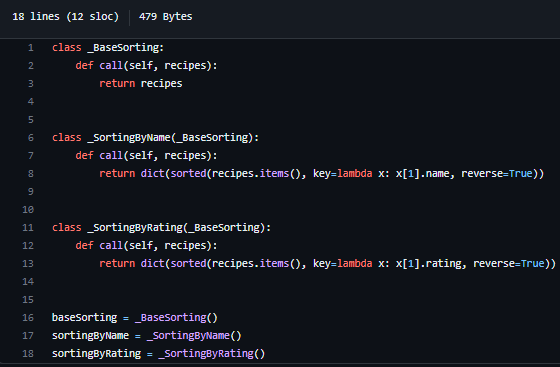 18 lines (12 sloc) 479 Bytes
1 class _BaseSorting:
2     def call(self, recipes):
3         return recipes
4
5
6 class _SortingByName(_BaseSorting):
7     def call(self, recipes):
8         return dict(sorted(recipes.items(), key=lambda x: x[1].name, reverse=True))
9
10
11 class _SortingByRating(_BaseSorting):
12     def call(self, recipes):
13         return dict(sorted(recipes.items(), key=lambda x: x[1].rating, reverse=True))
14
15
16 baseSorting = _BaseSorting()
17 sortingByName = _SortingByName()
18 sortingByRating = _SortingByRating()